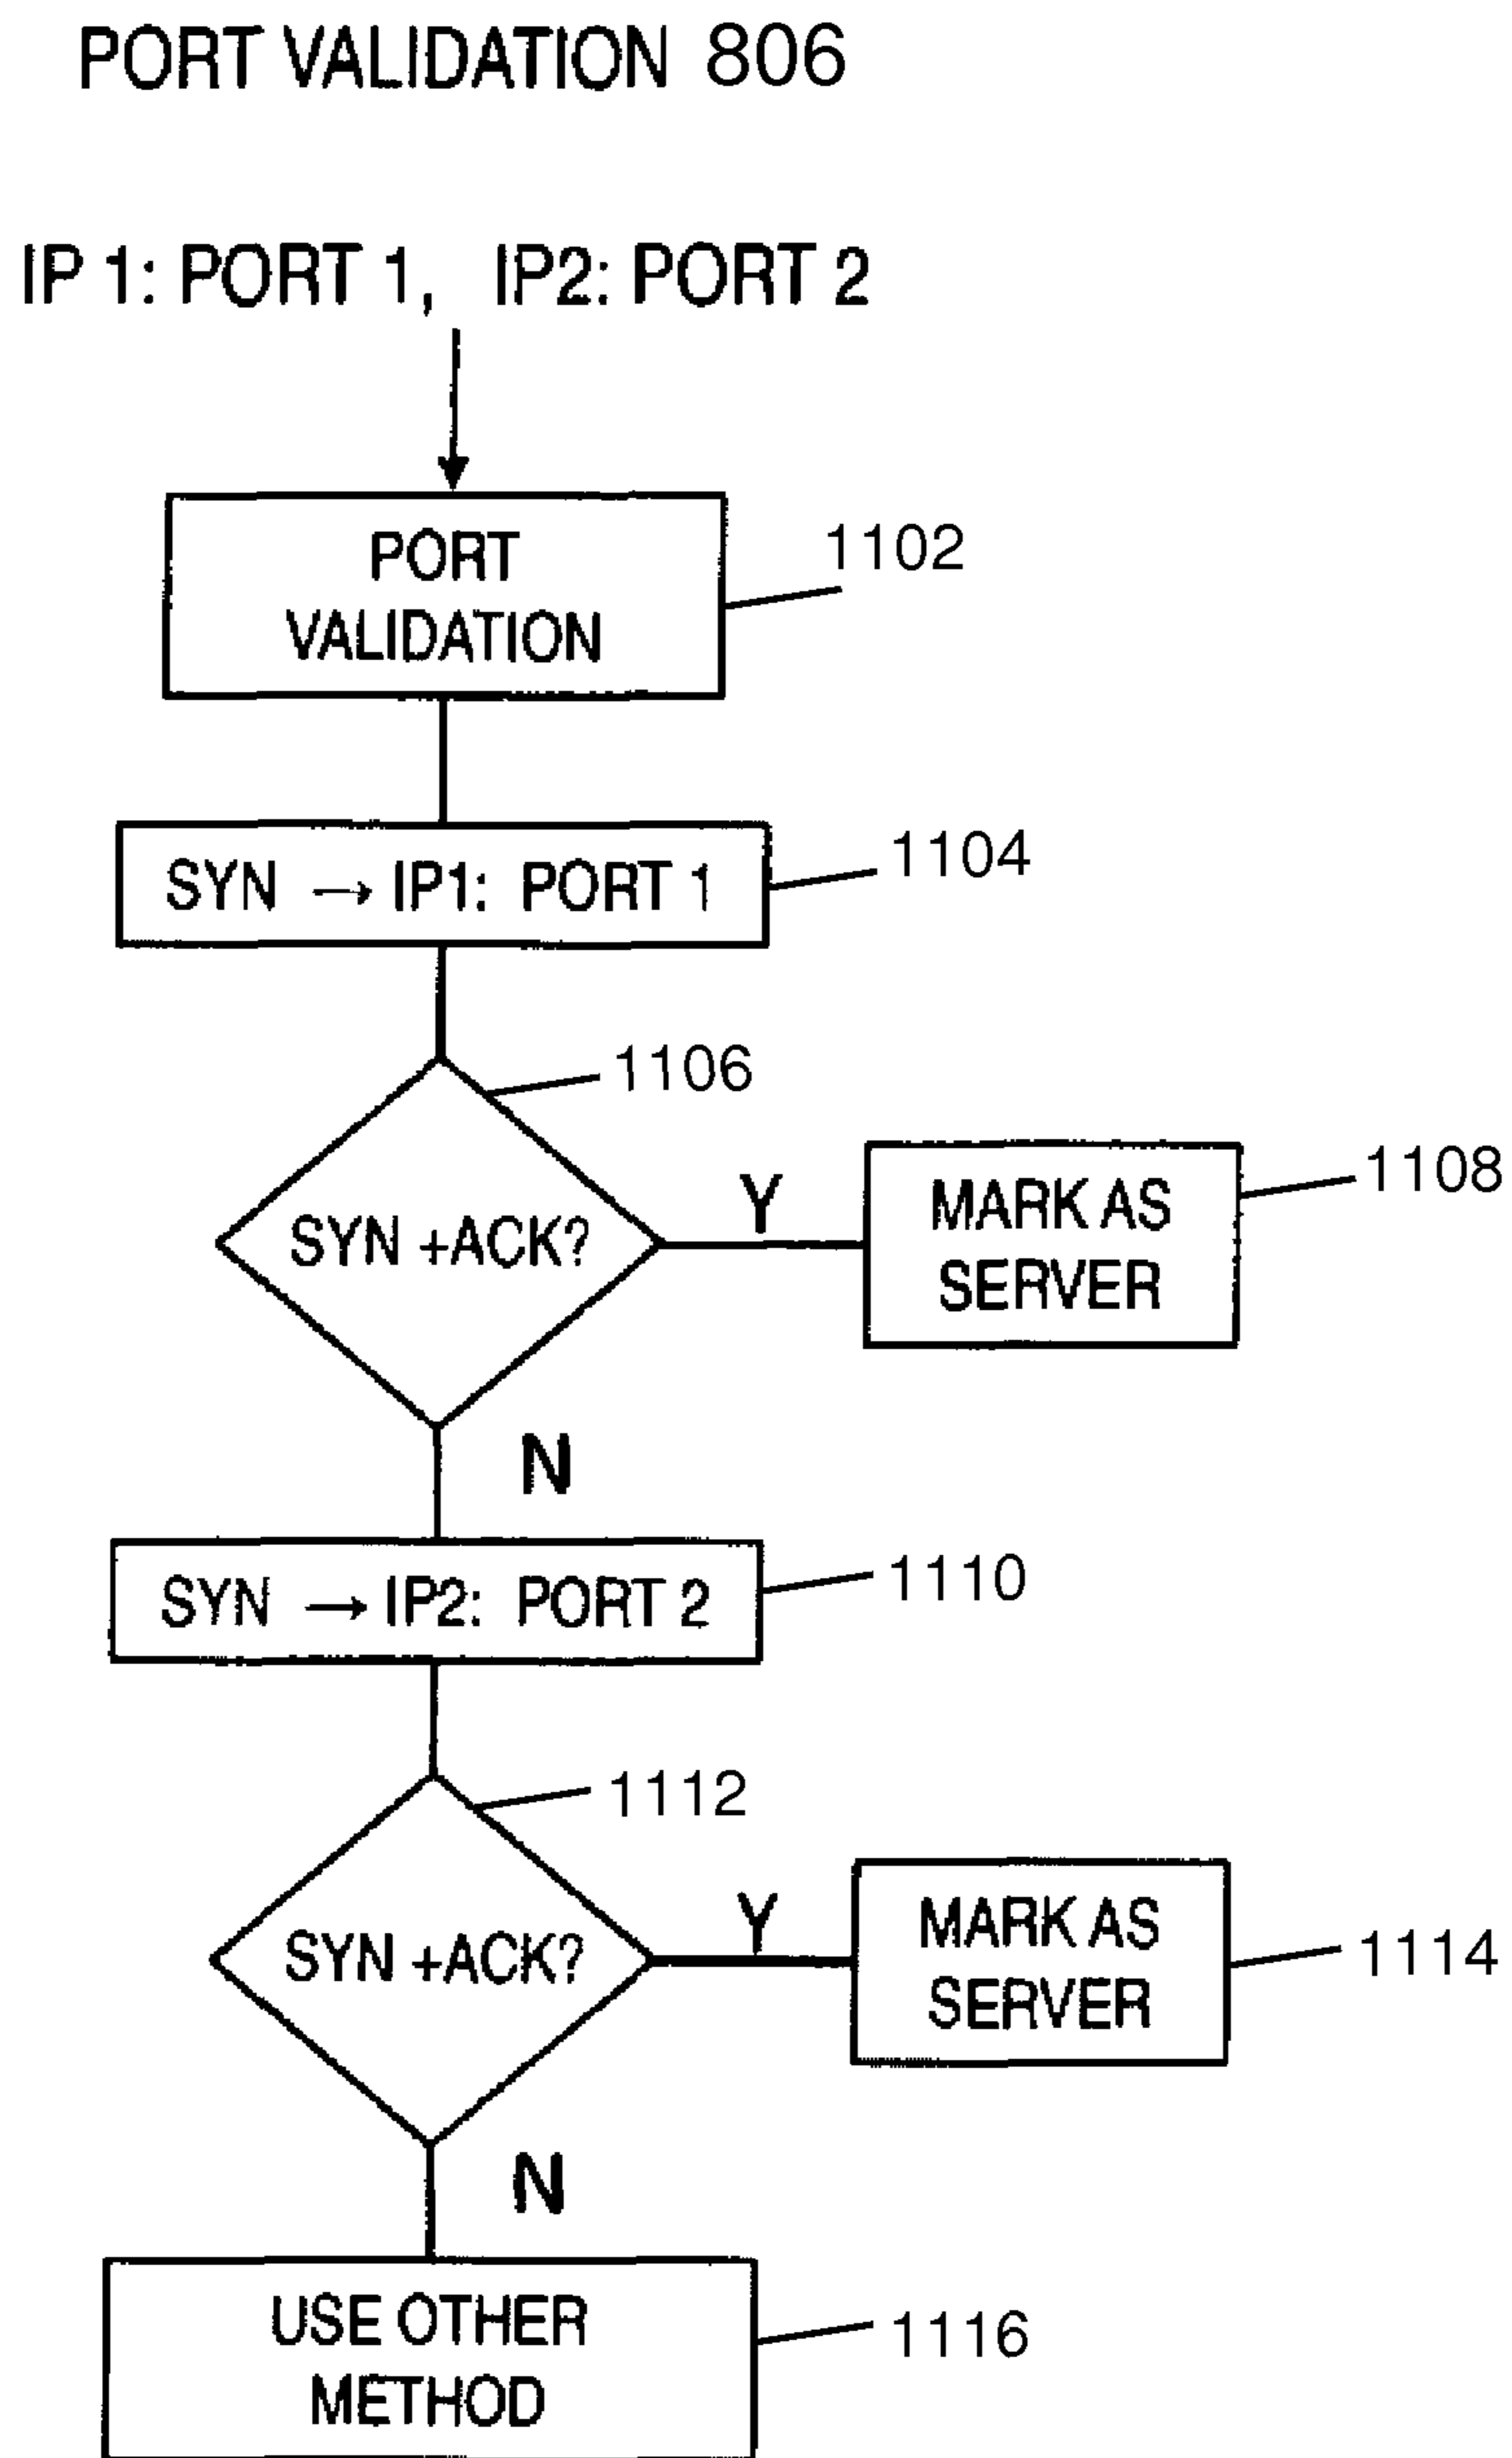 PORT VALIDATION 806
IP 1: PORT 1, IP2: PORT 2
PORT
VALIDATION
1102
SYN → IP1: PORT 1
1104
1106
SYN +ACK?
Y
MARK AS
SERVER
1108
N
SYN → IP2: PORT 2
1110
1112
SYN +ACK?
Y
MARK AS
SERVER
1114
N
USE OTHER
METHOD
1116